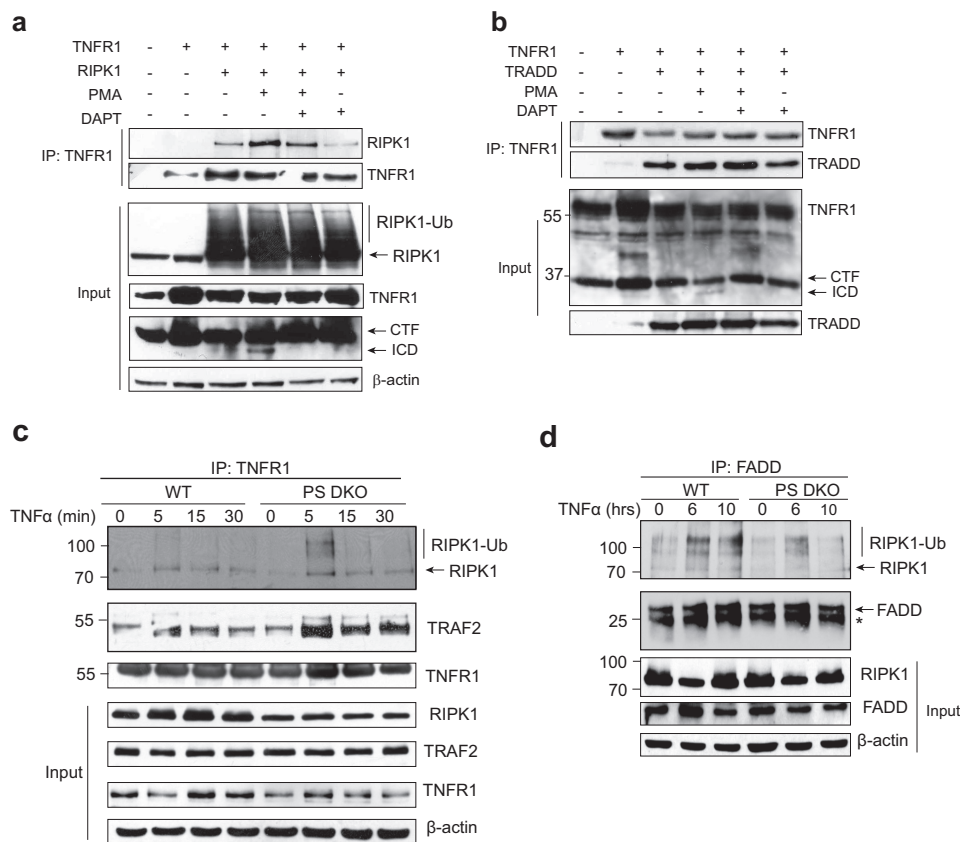 a
TNFR1 - + + + + +
RIPK1 - - + + + +
PMA - - - + + -
DAPT - - - - + +
IP: TNFR1
RIPK1
TNFR1
Input
RIPK1-Ub
RIPK1
TNFR1
CTF
ICD
β-actin
b
TNFR1 - + + + + +
TRADD - - + + + +
PMA - - - + + -
DAPT - - - - + +
IP: TNFR1
TNFR1
TRADD
Input
55
37
TNFR1
CTF
ICD
TRADD
c
IP: TNFR1
WT PS DKO
TNFα (min) 0 5 15 30 0 5 15 30
100
70
RIPK1-Ub
RIPK1
55
TRAF2
55
TNFR1
Input
RIPK1
TRAF2
TNFR1
β-actin
d
IP: FADD
WT PS DKO
TNFα (hrs) 0 6 10 0 6 10
100
70
RIPK1-Ub
RIPK1
25
FADD
*
100
70
RIPK1
FADD
Input
β-actin